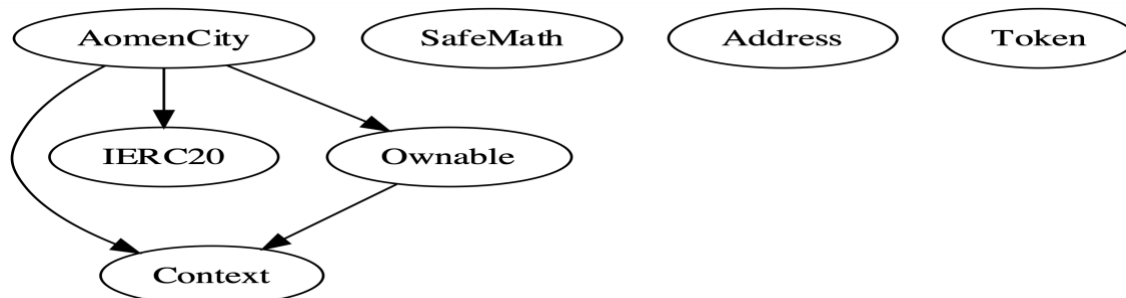 AomenCity
SafeMath
Address
Token
IERC20
Ownable
Context